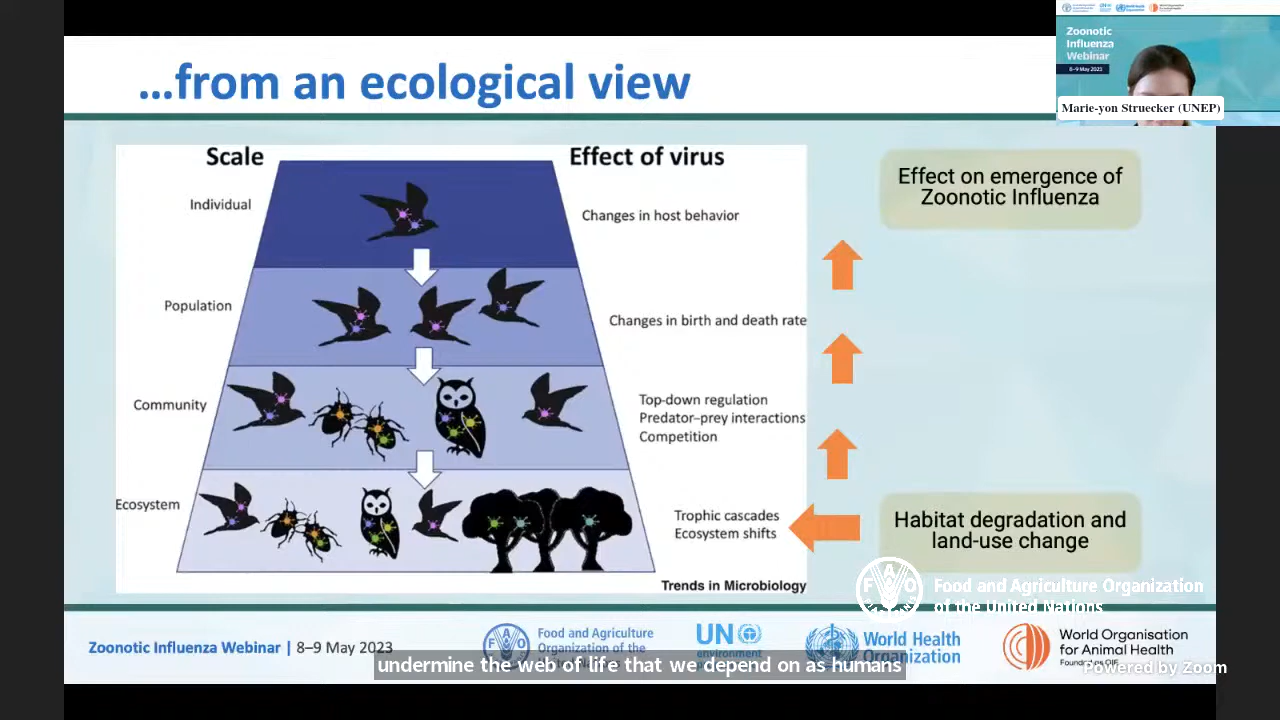 ...from an ecological view
Zoonotic
Influenza
Webinar
8–9 May 2023
Marie-yon Struecker (UNEP)
Scale
Effect of virus
Individual
Changes in host behavior
Population
Changes in birth and death rate
Community
Top-down regulation
Predator–prey interactions
Competition
Ecosystem
Trophic cascades
Ecosystem shifts
Trends in Microbiology
Effect on emergence of
Zoonotic Influenza
Habitat degradation and
land-use change
FAO
Food and Agriculture Organization
of the United Nations
Zoonotic Influenza Webinar | 8–9 May 2023
FAO
Food and Agriculture
Organization of the
UN
environment
World Health
Organization
World Organisation
for Animal Health
Founded as OIE
undermine the web of life that we depend on as humans
Powered by Zoom